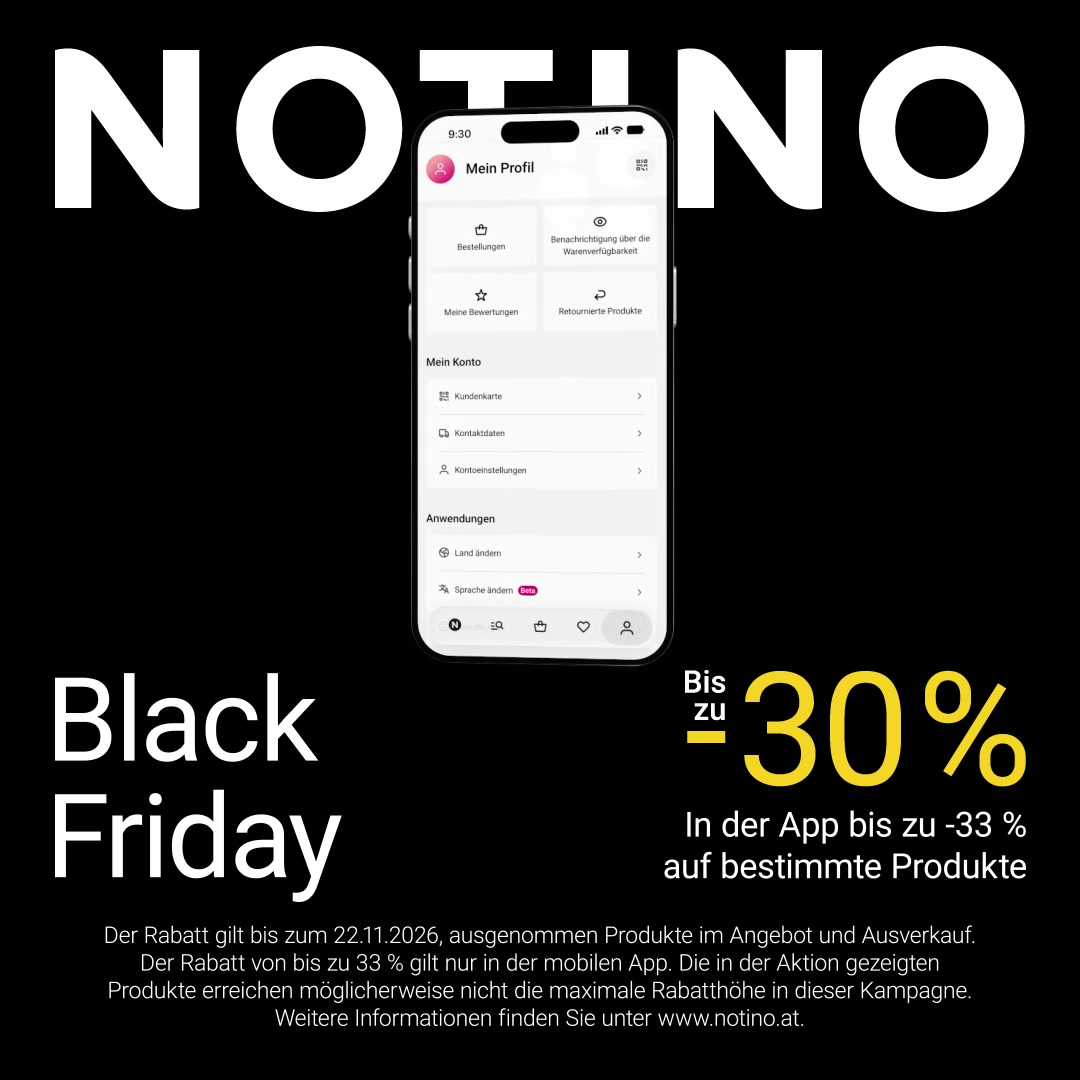 NOTINO
9:30
Mein Profil
Bestellungen
Benachrichtigung über die
Warenverfügbarkeit
Meine Bewertungen
Retournierte Produkte
Mein Konto
Kundenkarte
Kontaktdaten
Kontoeinstellungen
Anwendungen
Land ändern
Sprache ändern Beta
N
Black
Friday
Bis
zu
-30 %
In der App bis zu -33 %
auf bestimmte Produkte
Der Rabatt gilt bis zum 22.11.2026, ausgenommen Produkte im Angebot und Ausverkauf.
Der Rabatt von bis zu 33 % gilt nur in der mobilen App. Die in der Aktion gezeigten
Produkte erreichen möglicherweise nicht die maximale Rabatthöhe in dieser Kampagne.
Weitere Informationen finden Sie unter www.notino.at.